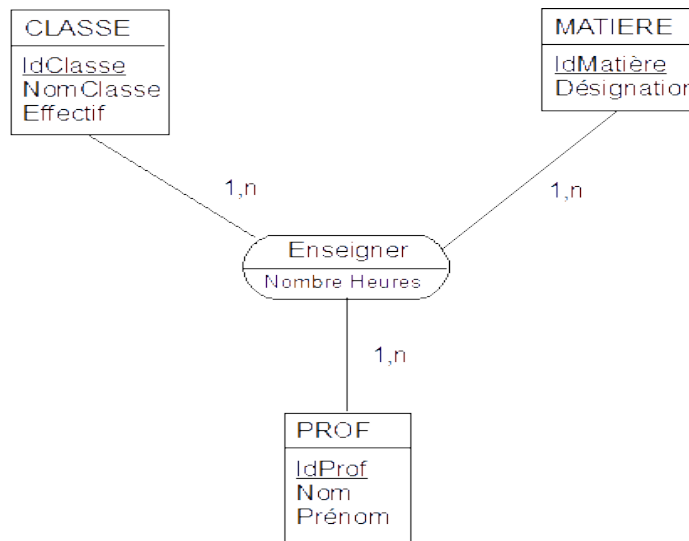 CLASSE
IdClasse
NomClasse
Effectif
MATIERE
IdMatière
Désignation
1,n
1,n
Enseigner
Nombre Heures
1,n
PROF
IdProf
Nom
Prénom